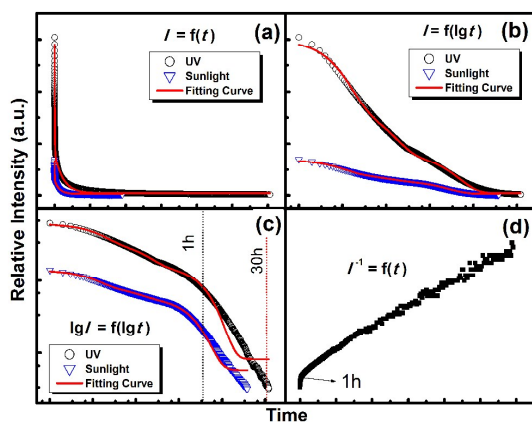 Relative Intensity (a.u.)
I = f(t)
(a)
UV
Sunlight
Fitting Curve
I = f(lgt)
(b)
UV
Sunlight
Fitting Curve
(c)
1h
30h
lgI = f(lgt)
UV
Sunlight
Fitting Curve
(d)
I⁻¹ = f(t)
1h
Time